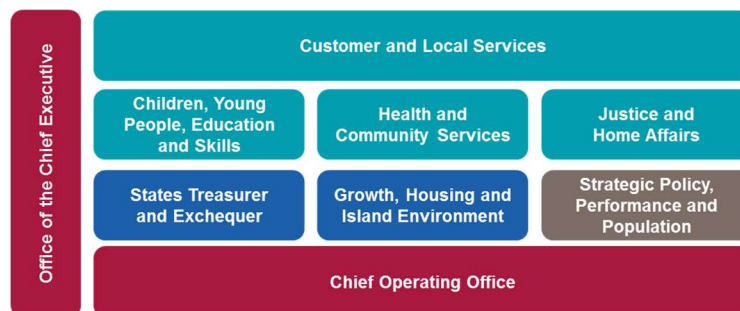 Office of the Chief Executive
Customer and Local Services
Children, Young
People, Education
and Skills
Health and
Community Services
Justice and
Home Affairs
States Treasurer
and Exchequer
Growth, Housing and
Island Environment
Strategic Policy,
Performance and
Population
Chief Operating Office